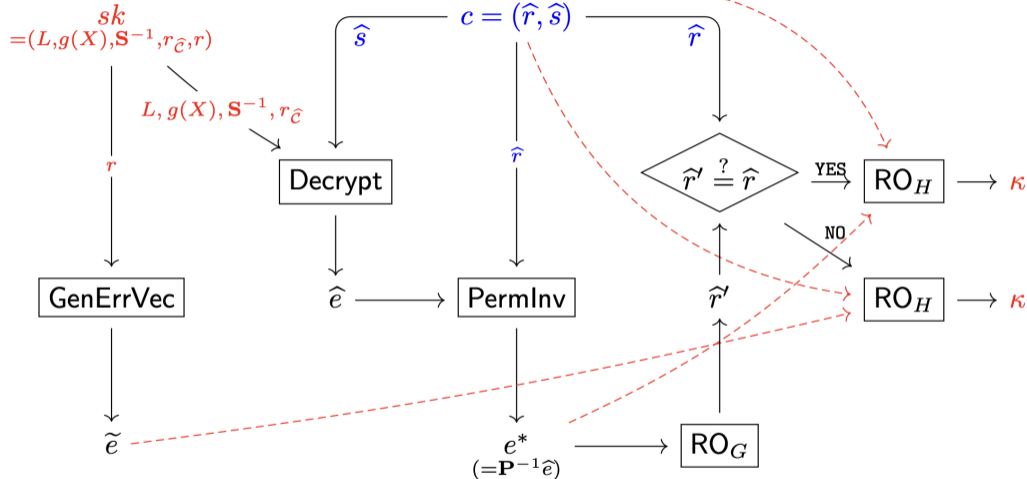 sk
=(L,g(X),S⁻¹,r_Ĉ,r)
c = (r̂, ŝ)
ŝ
r̂
L, g(X), S⁻¹, r_Ĉ
r
r̂
Decrypt
r̂′ ≟ r̂
YES
RO_H
κ
NO
GenErrVec
ê
PermInv
r̂′
RO_H
κ
ẽ
e*
(=P⁻¹ê)
RO_G